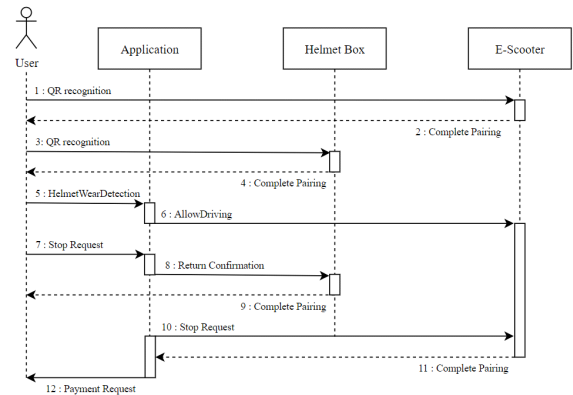 User
Application
Helmet Box
E-Scooter
1 : QR recognition
2 : Complete Pairing
3: QR recognition
4 : Complete Pairing
5 : HelmetWearDetection
6 : AllowDriving
7 : Stop Request
8 : Return Confirmation
9 : Complete Pairing
10 : Stop Request
11 : Complete Pairing
12 : Payment Request